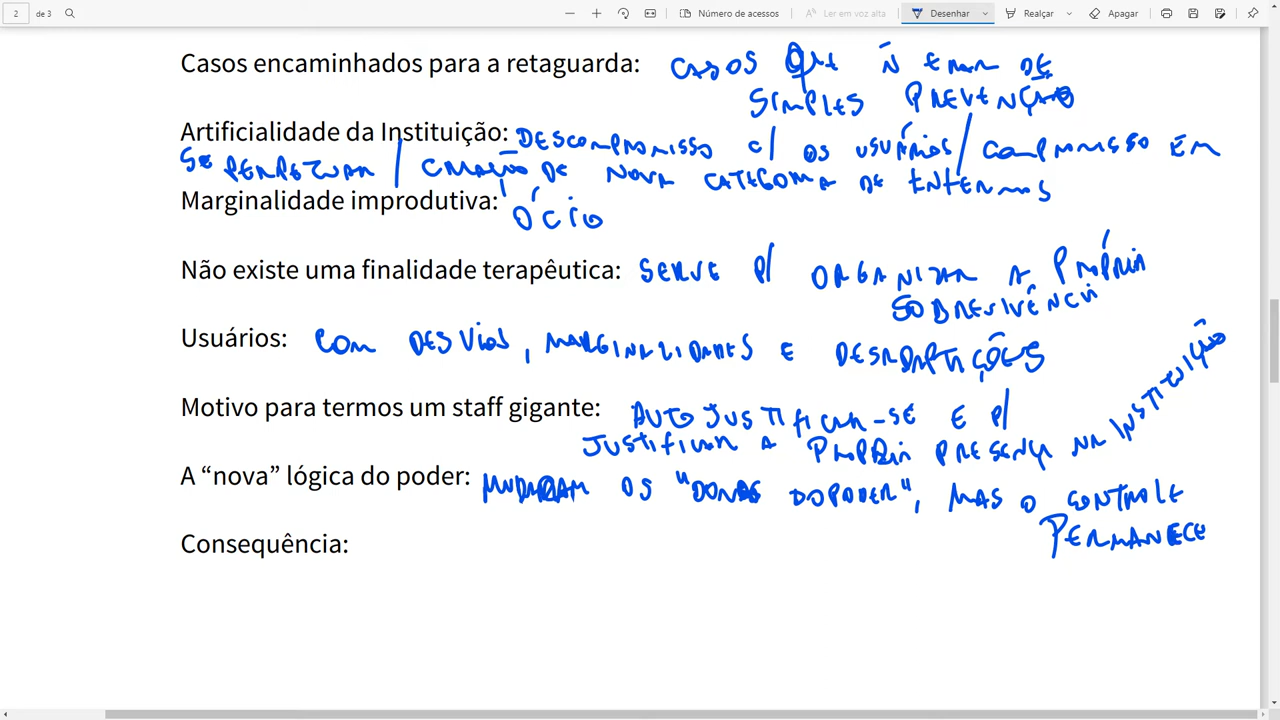 2 de 3
Número de acessos
Ler em voz alta
Desenhar
Realçar
Apagar
Casos encaminhados para a retaguarda: CASOS QUE Ñ ERAM DE
SIMPLES PREVENÇÃO
Artificialidade da Instituição: DESCOMPROMISSO C/ OS USUÁRIOS / COMPROMISSO EM
SE PERPETUAR / CRIAÇÃO DE NOVA CATEGORIA DE ENFERMOS
Marginalidade improdutiva: ÓCIO
Não existe uma finalidade terapêutica: SERVE P/ ORGANIZAR A PRÓPRIA
SOBREVIVÊNCIA
Usuários: COM DESVIOS, MARGINALIDADES E DESADAPTAÇÕES
Motivo para termos um staff gigante: AUTO JUSTIFICAR-SE E P/
JUSTIFICAR A PRÓPRIA PRESENÇA NA INSTITUIÇÃO
A “nova” lógica do poder: MUDARAM OS "DONOS DO PODER", MAS O CONTROLE
PERMANECE
Consequência: